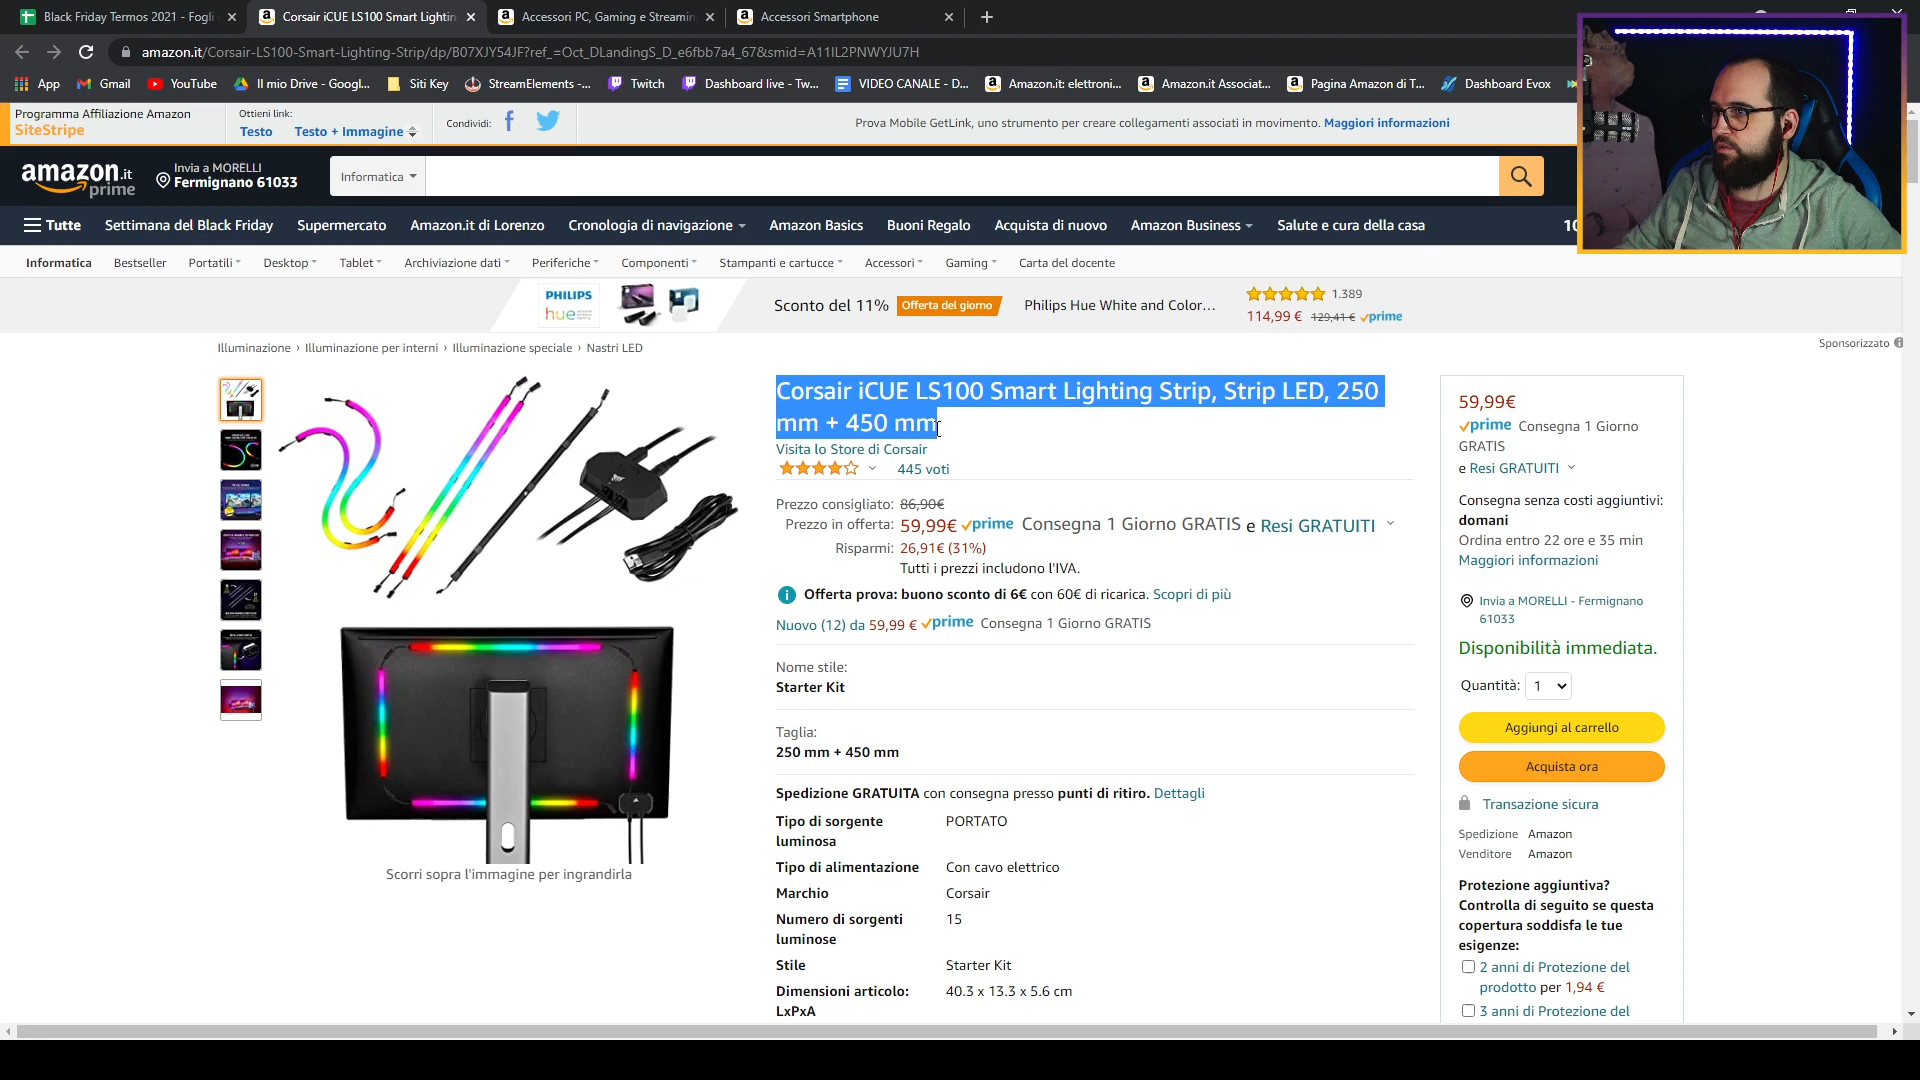 Black Friday Termos 2021 - Fogli
Corsair iCUE LS100 Smart Lightin
Accessori PC, Gaming e Streamin
Accessori Smartphone
amazon.it/Corsair-LS100-Smart-Lighting-Strip/dp/B07XJY54JF?ref_=Oct_DLandingS_D_e6fbb7a4_67&smid=A11IL2PNWYJU7H
App
Gmail
YouTube
Il mio Drive - Googl...
Siti Key
StreamElements -...
Twitch
Dashboard live - Tw...
VIDEO CANALE - D...
Amazon.it: elettroni...
Amazon.it Associat...
Pagina Amazon di T...
Dashboard Evox
Programma Affiliazione Amazon
SiteStripe
Ottieni link:
Testo
Testo + Immagine
Condividi:
Prova Mobile GetLink, uno strumento per creare collegamenti associati in movimento. Maggiori informazioni
amazon.it
prime
Invia a MORELLI
Fermignano 61033
Informatica
Tutte
Settimana del Black Friday
Supermercato
Amazon.it di Lorenzo
Cronologia di navigazione
Amazon Basics
Buoni Regalo
Acquista di nuovo
Amazon Business
Salute e cura della casa
10
Informatica
Bestseller
Portatili
Desktop
Tablet
Archiviazione dati
Periferiche
Componenti
Stampanti e cartucce
Accessori
Gaming
Carta del docente
PHILIPS
hue
Sconto del 11%
Offerta del giorno
Philips Hue White and Color...
1.389
114,99 € 129,41 € prime
Illuminazione › Illuminazione per interni › Illuminazione speciale › Nastri LED
Sponsorizzato
Corsair iCUE LS100 Smart Lighting Strip, Strip LED, 250
mm + 450 mm
Visita lo Store di Corsair
445 voti
Prezzo consigliato: 86,90€
Prezzo in offerta: 59,99€ prime Consegna 1 Giorno GRATIS e Resi GRATUITI
Risparmi: 26,91€ (31%)
Tutti i prezzi includono l'IVA.
Offerta prova: buono sconto di 6€ con 60€ di ricarica. Scopri di più
Nuovo (12) da 59,99 € prime Consegna 1 Giorno GRATIS
Nome stile:
Starter Kit
Taglia:
250 mm + 450 mm
Spedizione GRATUITA con consegna presso punti di ritiro. Dettagli
Tipo di sorgente
luminosa
PORTATO
Tipo di alimentazione
Con cavo elettrico
Marchio
Corsair
Numero di sorgenti
luminose
15
Stile
Starter Kit
Dimensioni articolo:
LxPxA
40.3 x 13.3 x 5.6 cm
Scorri sopra l'immagine per ingrandirla
59,99€
prime Consegna 1 Giorno
GRATIS
e Resi GRATUITI
Consegna senza costi aggiuntivi:
domani
Ordina entro 22 ore e 35 min
Maggiori informazioni
Invia a MORELLI - Fermignano
61033
Disponibilità immediata.
Quantità: 1
Aggiungi al carrello
Acquista ora
Transazione sicura
Spedizione Amazon
Venditore Amazon
Protezione aggiuntiva?
Controlla di seguito se questa
copertura soddisfa le tue
esigenze:
2 anni di Protezione del
prodotto per 1,94 €
3 anni di Protezione del